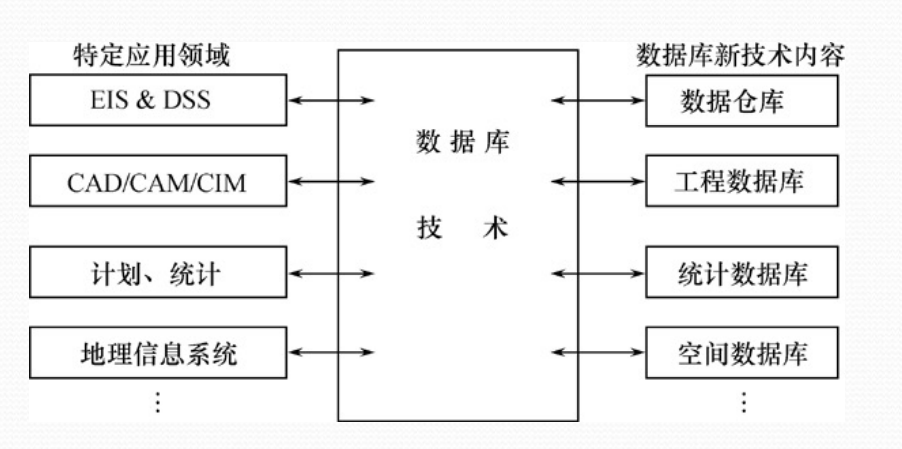 特定应用领域
数据库新技术内容
EIS & DSS
数据仓库
数据库
CAD/CAM/CIM
工程数据库
技 术
计划、统计
统计数据库
地理信息系统
空间数据库
⋮
⋮